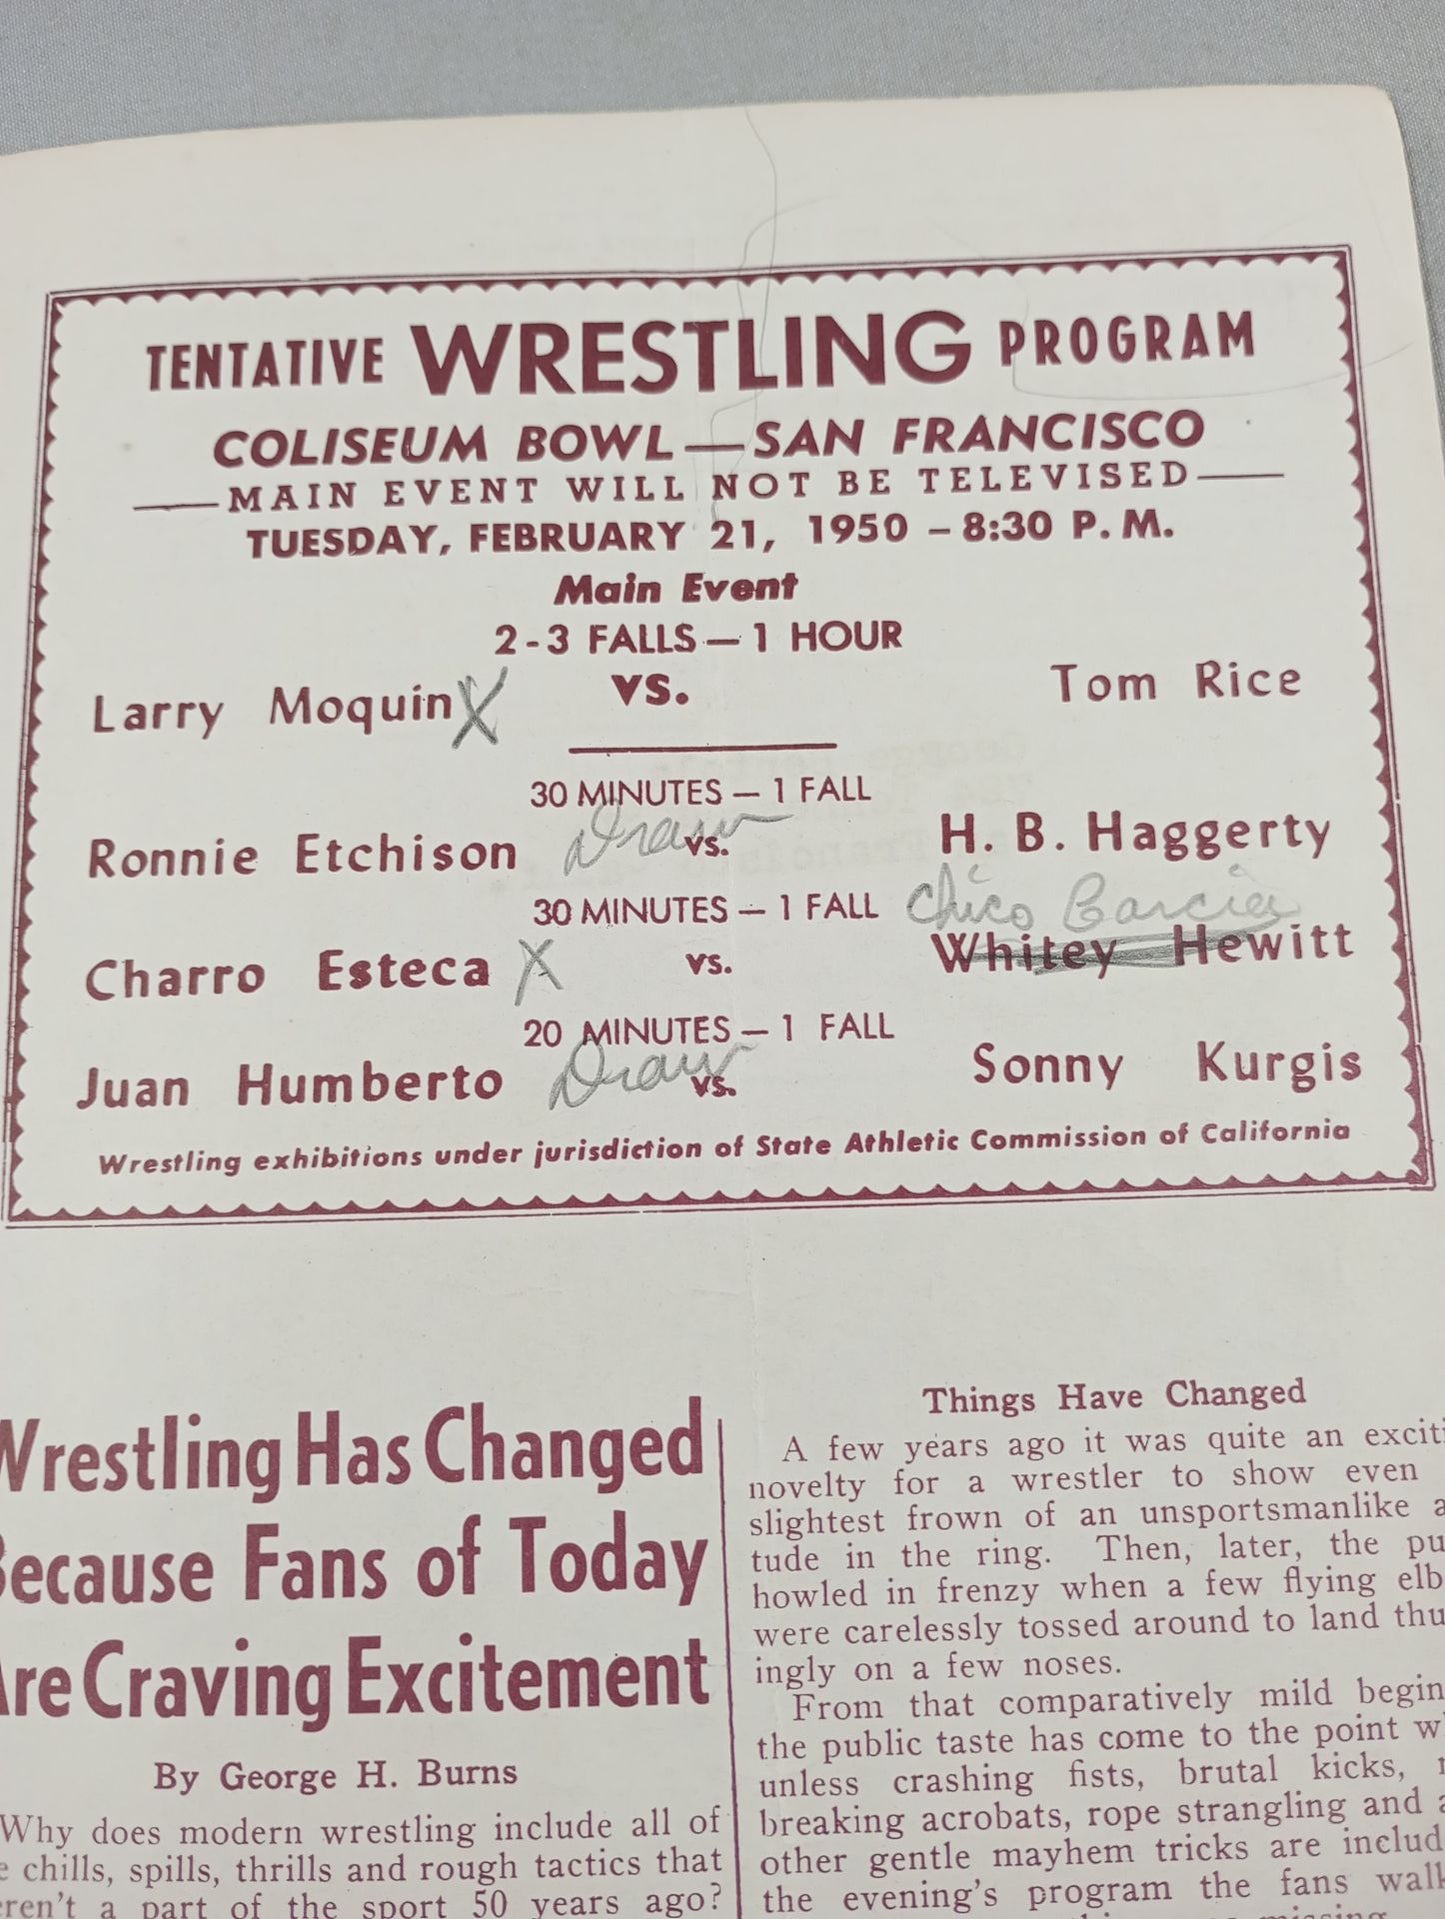 TENTATIVE WRESTLING PROGRAM
COLISEUM BOWL — SAN FRANCISCO
MAIN EVENT WILL NOT BE TELEVISED
TUESDAY, FEBRUARY 21, 1950 – 8:30 P. M.
Main Event
2-3 FALLS — 1 HOUR
Larry Moquin X vs. Tom Rice
30 MINUTES — 1 FALL
Draw
Ronnie Etchison vs. H. B. Haggerty
30 MINUTES — 1 FALL Chico Garcia
Charro Esteca X vs. Whitey Hewitt
20 MINUTES — 1 FALL
Draw
Juan Humberto vs. Sonny Kurgis
Wrestling exhibitions under jurisdiction of State Athletic Commission of California
Wrestling Has Changed
Because Fans of Today
Are Craving Excitement
By George H. Burns
Why does modern wrestling include all of
chills, spills, thrills and rough tactics that
a part of the sport 50 years ago?
Things Have Changed
A few years ago it was quite an exciti
novelty for a wrestler to show even
slightest frown of an unsportsmanlike a
tude in the ring. Then, later, the pu
howled in frenzy when a few flying elb
were carelessly tossed around to land thu
ingly on a few noses.
From that comparatively mild begin
the public taste has come to the point w
unless crashing fists, brutal kicks,
breaking acrobats, rope strangling and a
other gentle mayhem tricks are includ
the evening's program the fans walk